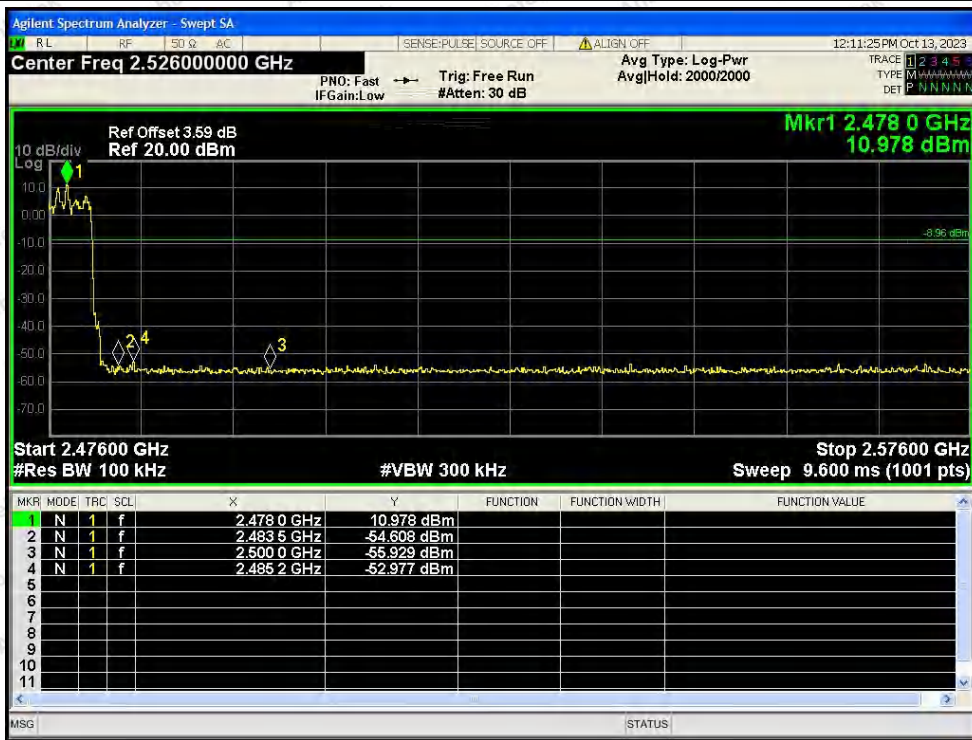 Agilent Spectrum Analyzer - Swept SA
RL RF 50 Ω AC SENSE:PULSE SOURCE OFF ALIGN OFF 12:11:25 PM Oct 13, 2023
Center Freq 2.526000000 GHz
PNO: Fast
IFGain:Low
Trig: Free Run
#Atten: 30 dB
Avg Type: Log-Pwr
Avg|Hold: 2000/2000
TRACE 1 2 3 4 5 6
TYPE M
DET P N N N N N
Mkr1 2.478 0 GHz
10.978 dBm
Ref Offset 3.59 dB
10 dB/div Ref 20.00 dBm
Log
1
10.0
0.00
-8.96 dBm
-10.0
-20.0
-30.0
-40.0
2 4 3
-50.0
-60.0
-70.0
Start 2.47600 GHz Stop 2.57600 GHz
#Res BW 100 kHz #VBW 300 kHz Sweep 9.600 ms (1001 pts)
MKR MODE TRC SCL X Y FUNCTION FUNCTION WIDTH FUNCTION VALUE
1 N 1 f 2.478 0 GHz 10.978 dBm
2 N 1 f 2.483 5 GHz -54.608 dBm
3 N 1 f 2.500 0 GHz -55.929 dBm
4 N 1 f 2.485 2 GHz -52.977 dBm
5
6
7
8
9
10
11
MSG STATUS